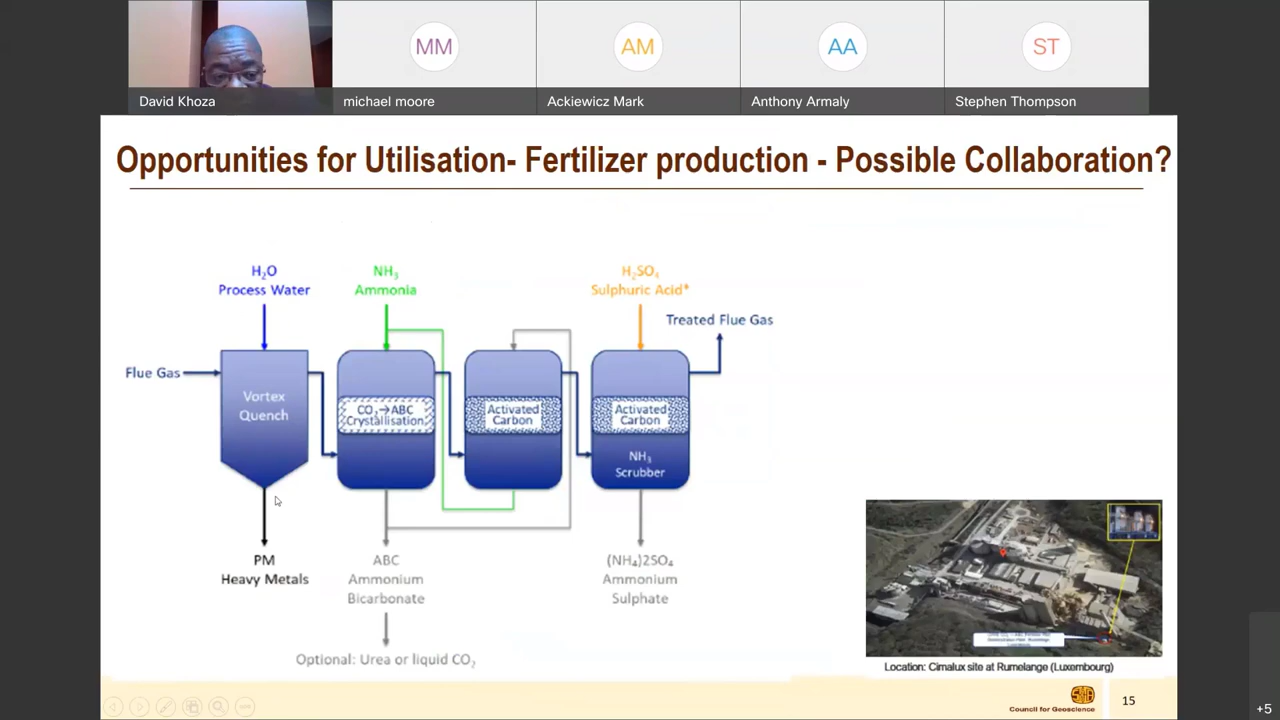 MM
AM
AA
ST
David Khoza
michael moore
Ackiewicz Mark
Anthony Armaly
Stephen Thompson
Opportunities for Utilisation- Fertilizer production - Possible Collaboration?
H₂O
Process Water
NH₃
Ammonia
H₂SO₄
Sulphuric Acid*
Treated Flue Gas
Flue Gas
Vortex
Quench
CO₂→ABC
Crystallisation
Activated
Carbon
Activated
Carbon
NH₃
Scrubber
PM
Heavy Metals
ABC
Ammonium
Bicarbonate
(NH₄)2SO₄
Ammonium
Sulphate
Optional: Urea or liquid CO₂
Location: Cimalux site at Rumelange (Luxembourg)
Council for Geoscience
15
+5